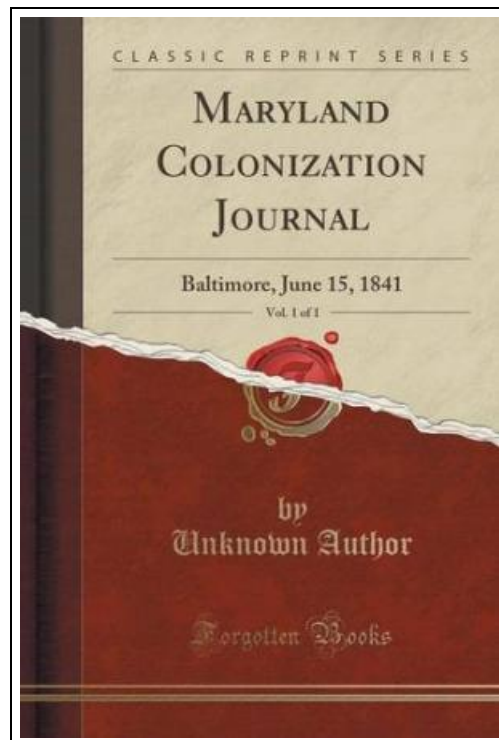 CLASSIC REPRINT SERIES
MARYLAND
COLONIZATION
JOURNAL
Baltimore, June 15, 1841
Vol. 1 of 1
by
Unknown Author
Forgotten Books